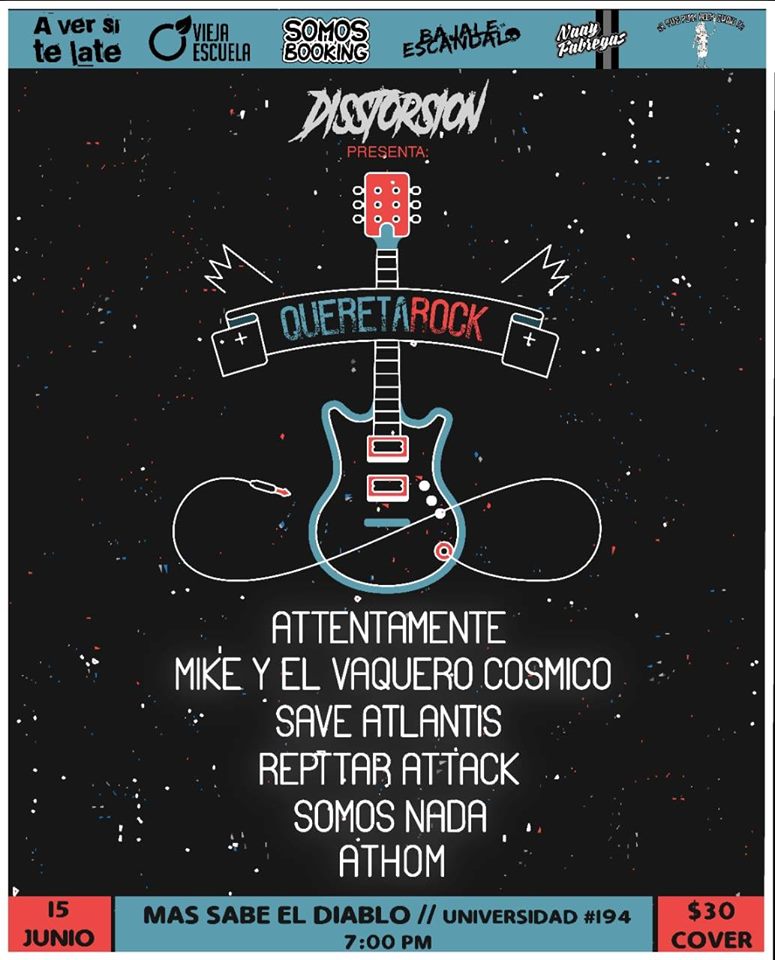 A ver si
te late
VIEJA
ESCUELA
SOMOS
BOOKING
BAJALE TK
ESCANDALO
Nany
Fabregas
DISSTORSION
PRESENTA:
QUERETAROCK
ATTENTAMENTE
MIKE Y EL VAQUERO COSMICO
SAVE ATLANTIS
REPTTAR ATTACK
SOMOS NADA
ATHOM
15
JUNIO
MAS SABE EL DIABLO // UNIVERSIDAD #194
7:00 PM
$30
COVER